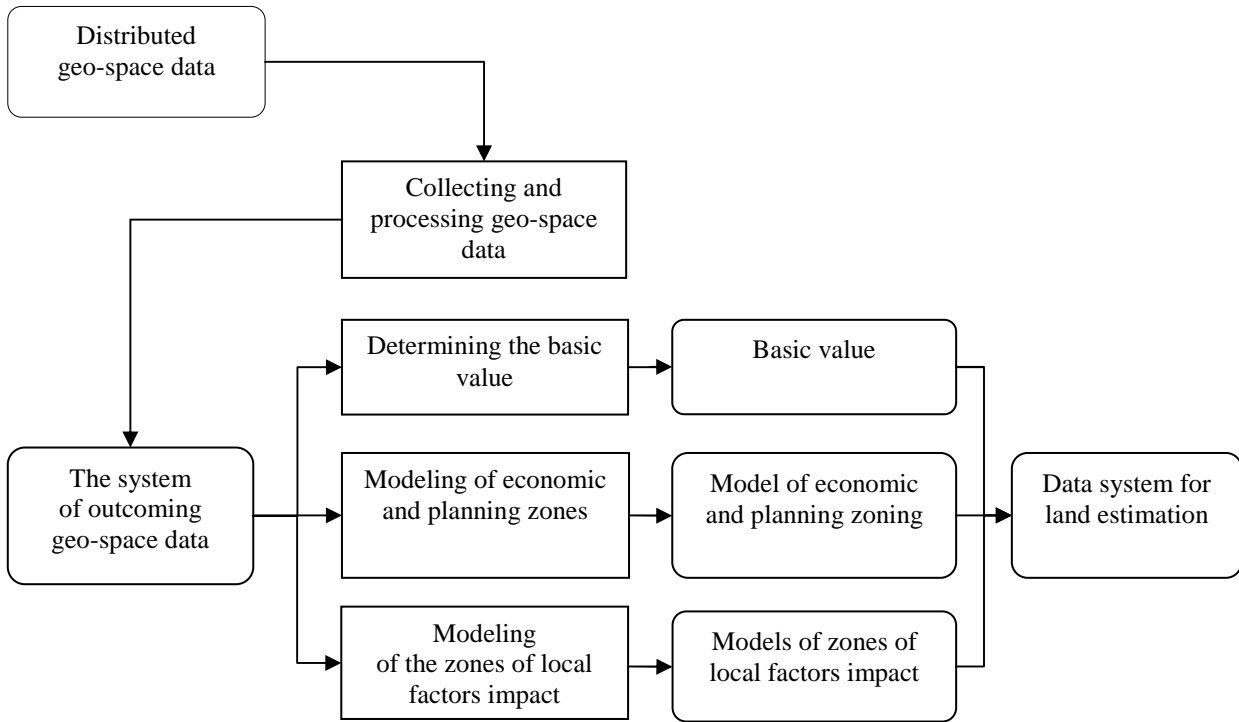 Distributed
geo-space data
Collecting and
processing geo-space
data
Determining the basic
value
Basic value
The system
of outcoming
geo-space data
Modeling of economic
and planning zones
Model of economic
and planning zoning
Data system for
land estimation
Modeling
of the zones of local
factors impact
Models of zones of
local factors impact